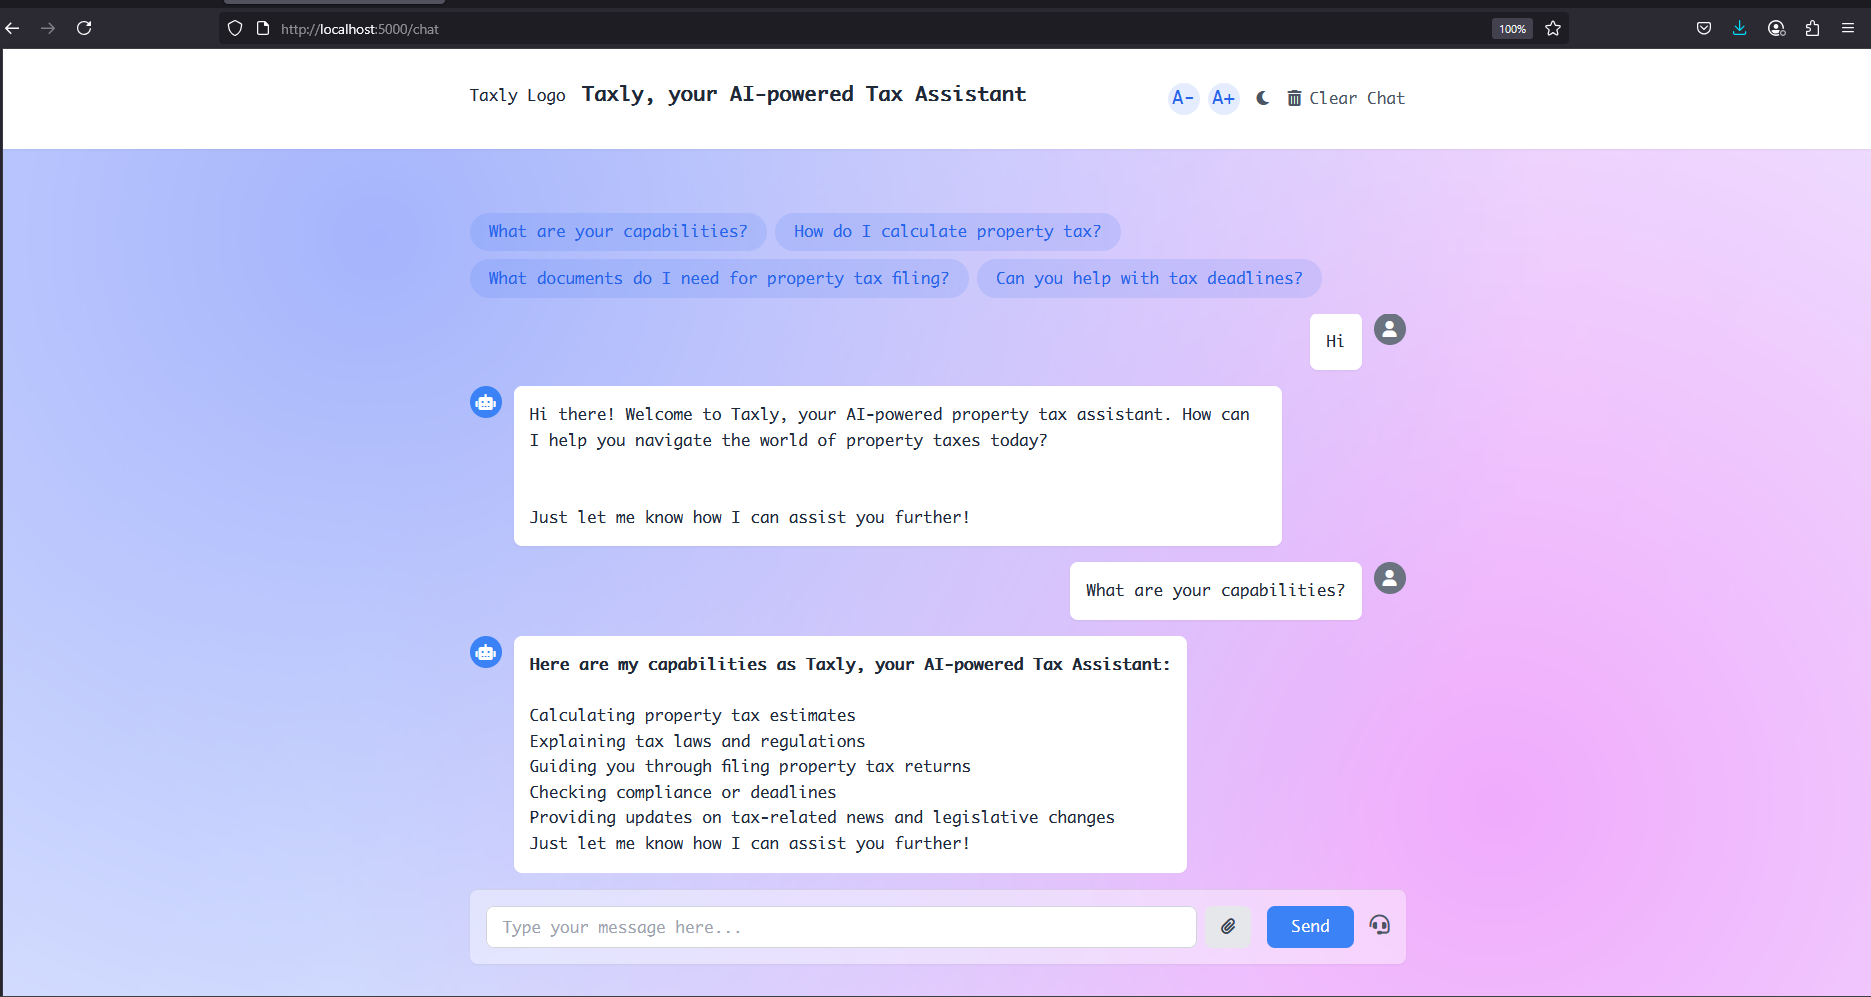 http://localhost:5000/chat
100%
Taxly Logo
Taxly, your AI-powered Tax Assistant
A-
A+
Clear Chat
What are your capabilities?
How do I calculate property tax?
What documents do I need for property tax filing?
Can you help with tax deadlines?
Hi
Hi there! Welcome to Taxly, your AI-powered property tax assistant. How can
I help you navigate the world of property taxes today?
Just let me know how I can assist you further!
What are your capabilities?
Here are my capabilities as Taxly, your AI-powered Tax Assistant:
Calculating property tax estimates
Explaining tax laws and regulations
Guiding you through filing property tax returns
Checking compliance or deadlines
Providing updates on tax-related news and legislative changes
Just let me know how I can assist you further!
Type your message here...
Send